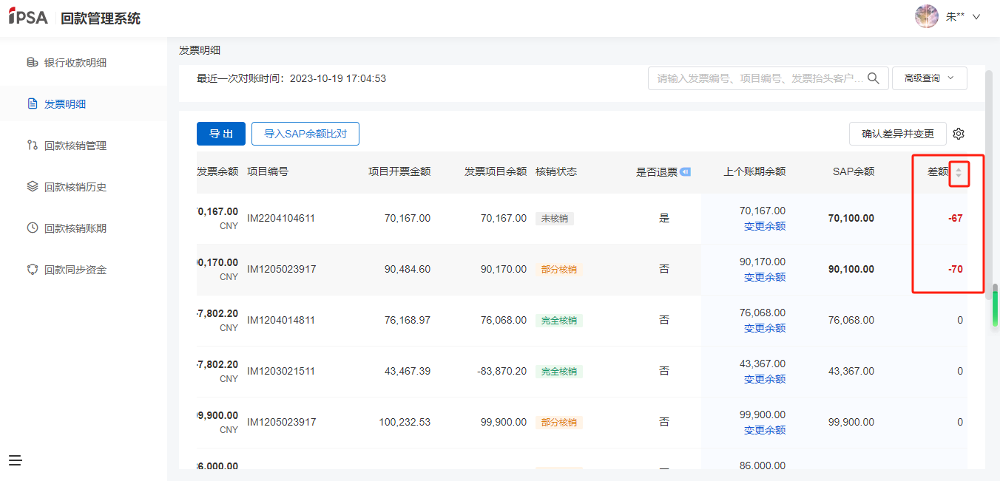 iPSA 回款管理系统
朱**
银行收款明细
发票明细
回款核销管理
回款核销历史
回款核销账期
回款同步资金
发票明细
最近一次对账时间：2023-10-19 17:04:53
请输入发票编号、项目编号、发票抬头客户...
高级查询
导 出
导入SAP余额比对
确认差异并变更
发票余额 项目编号 项目开票金额 发票项目余额 核销状态 是否退票 上个账期余额 SAP余额 差额
0,167.00 CNY IM2204104611 70,167.00 70,167.00 未核销 是 70,167.00 变更余额 70,100.00 -67
0,170.00 CNY IM1205023917 90,484.60 90,170.00 部分核销 否 90,170.00 变更余额 90,100.00 -70
7,802.20 CNY IM1204014811 76,168.97 76,068.00 完全核销 否 76,068.00 变更余额 76,068.00 0
7,802.20 CNY IM1203021511 43,467.39 -83,870.20 完全核销 否 43,367.00 变更余额 43,367.00 0
9,900.00 CNY IM1205023917 100,232.53 99,900.00 部分核销 否 99,900.00 变更余额 99,900.00 0
6,000.00 86,000.00